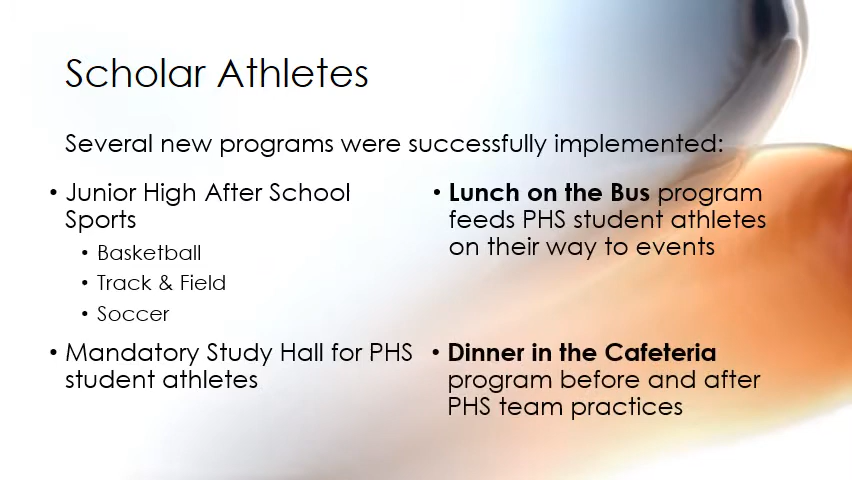 Scholar Athletes
Several new programs were successfully implemented:
• Junior High After School
Sports
• Basketball
• Track & Field
• Soccer
• Mandatory Study Hall for PHS
student athletes
• Lunch on the Bus program
feeds PHS student athletes
on their way to events
• Dinner in the Cafeteria
program before and after
PHS team practices